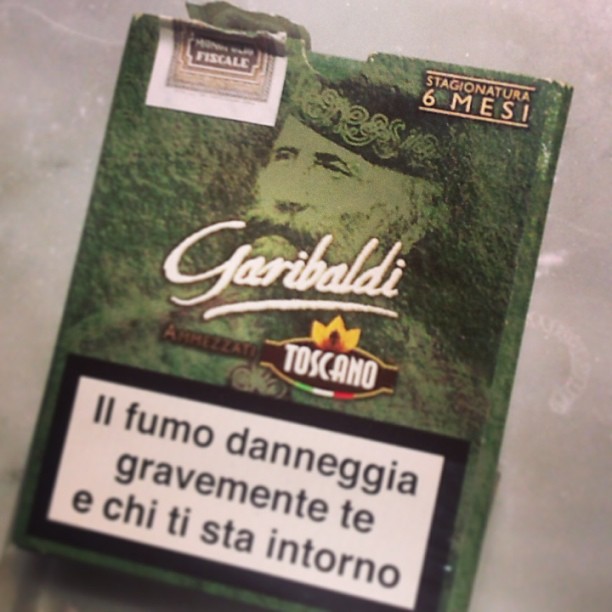 FISCALE
STAGIONATURA
6 MESI
Garibaldi
AMMEZZATI
TOSCANO
Il fumo danneggia
gravemente te
e chi ti sta intorno